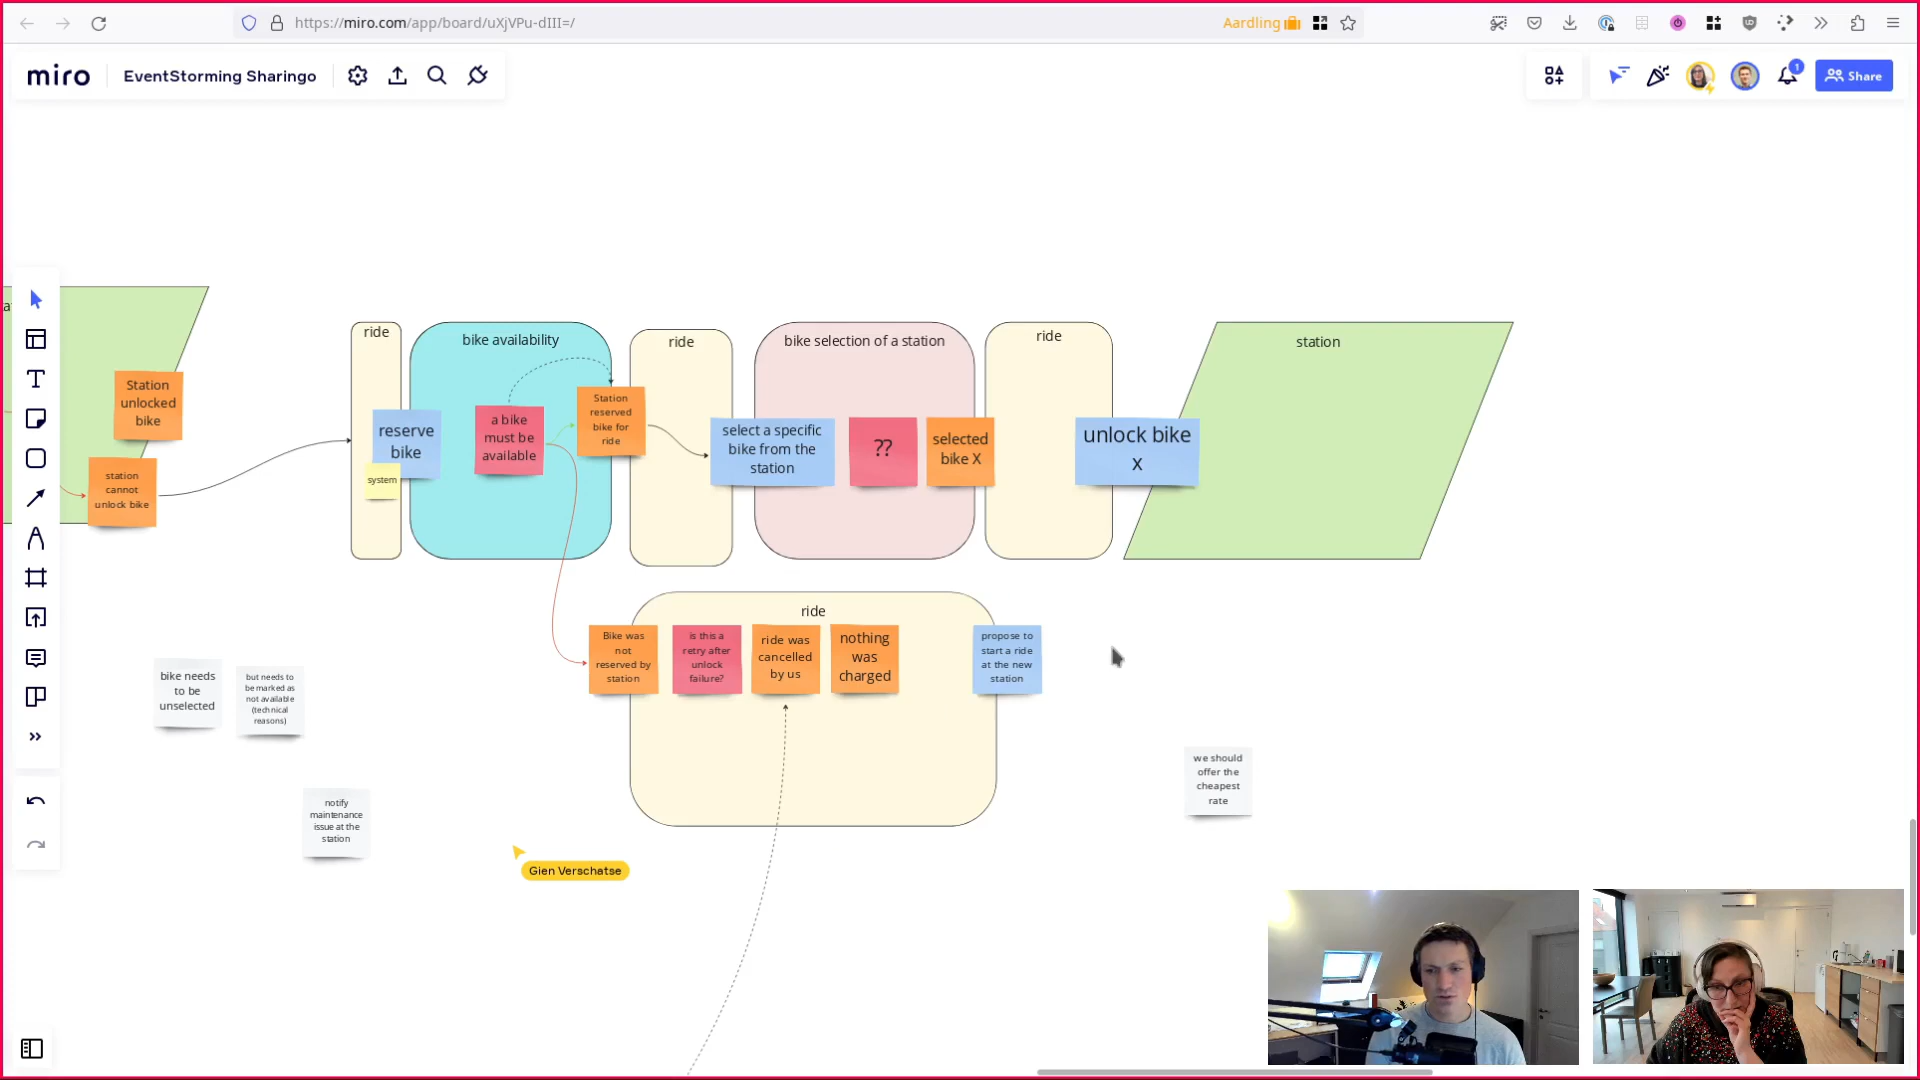 https://miro.com/app/board/uXjVPu-dIII=/
Aardling
miro
EventStorming Sharingo
1
Share
ride
bike availability
ride
bike selection of a station
ride
station
Station
unlocked
bike
station
cannot
unlock bike
reserve
bike
system
a bike
must be
available
Station
reserved
bike for
ride
select a specific
bike from the
station
??
selected
bike X
unlock bike
x
ride
Bike was
not
reserved by
station
is this a
retry after
unlock
failure?
ride was
cancelled
by us
nothing
was
charged
propose to
start a ride
at the new
station
bike needs
to be
unselected
but needs to
be marked as
not available
(technical
reasons)
we should
offer the
cheapest
rate
notify
maintenance
issue at the
station
Gien Verschatse